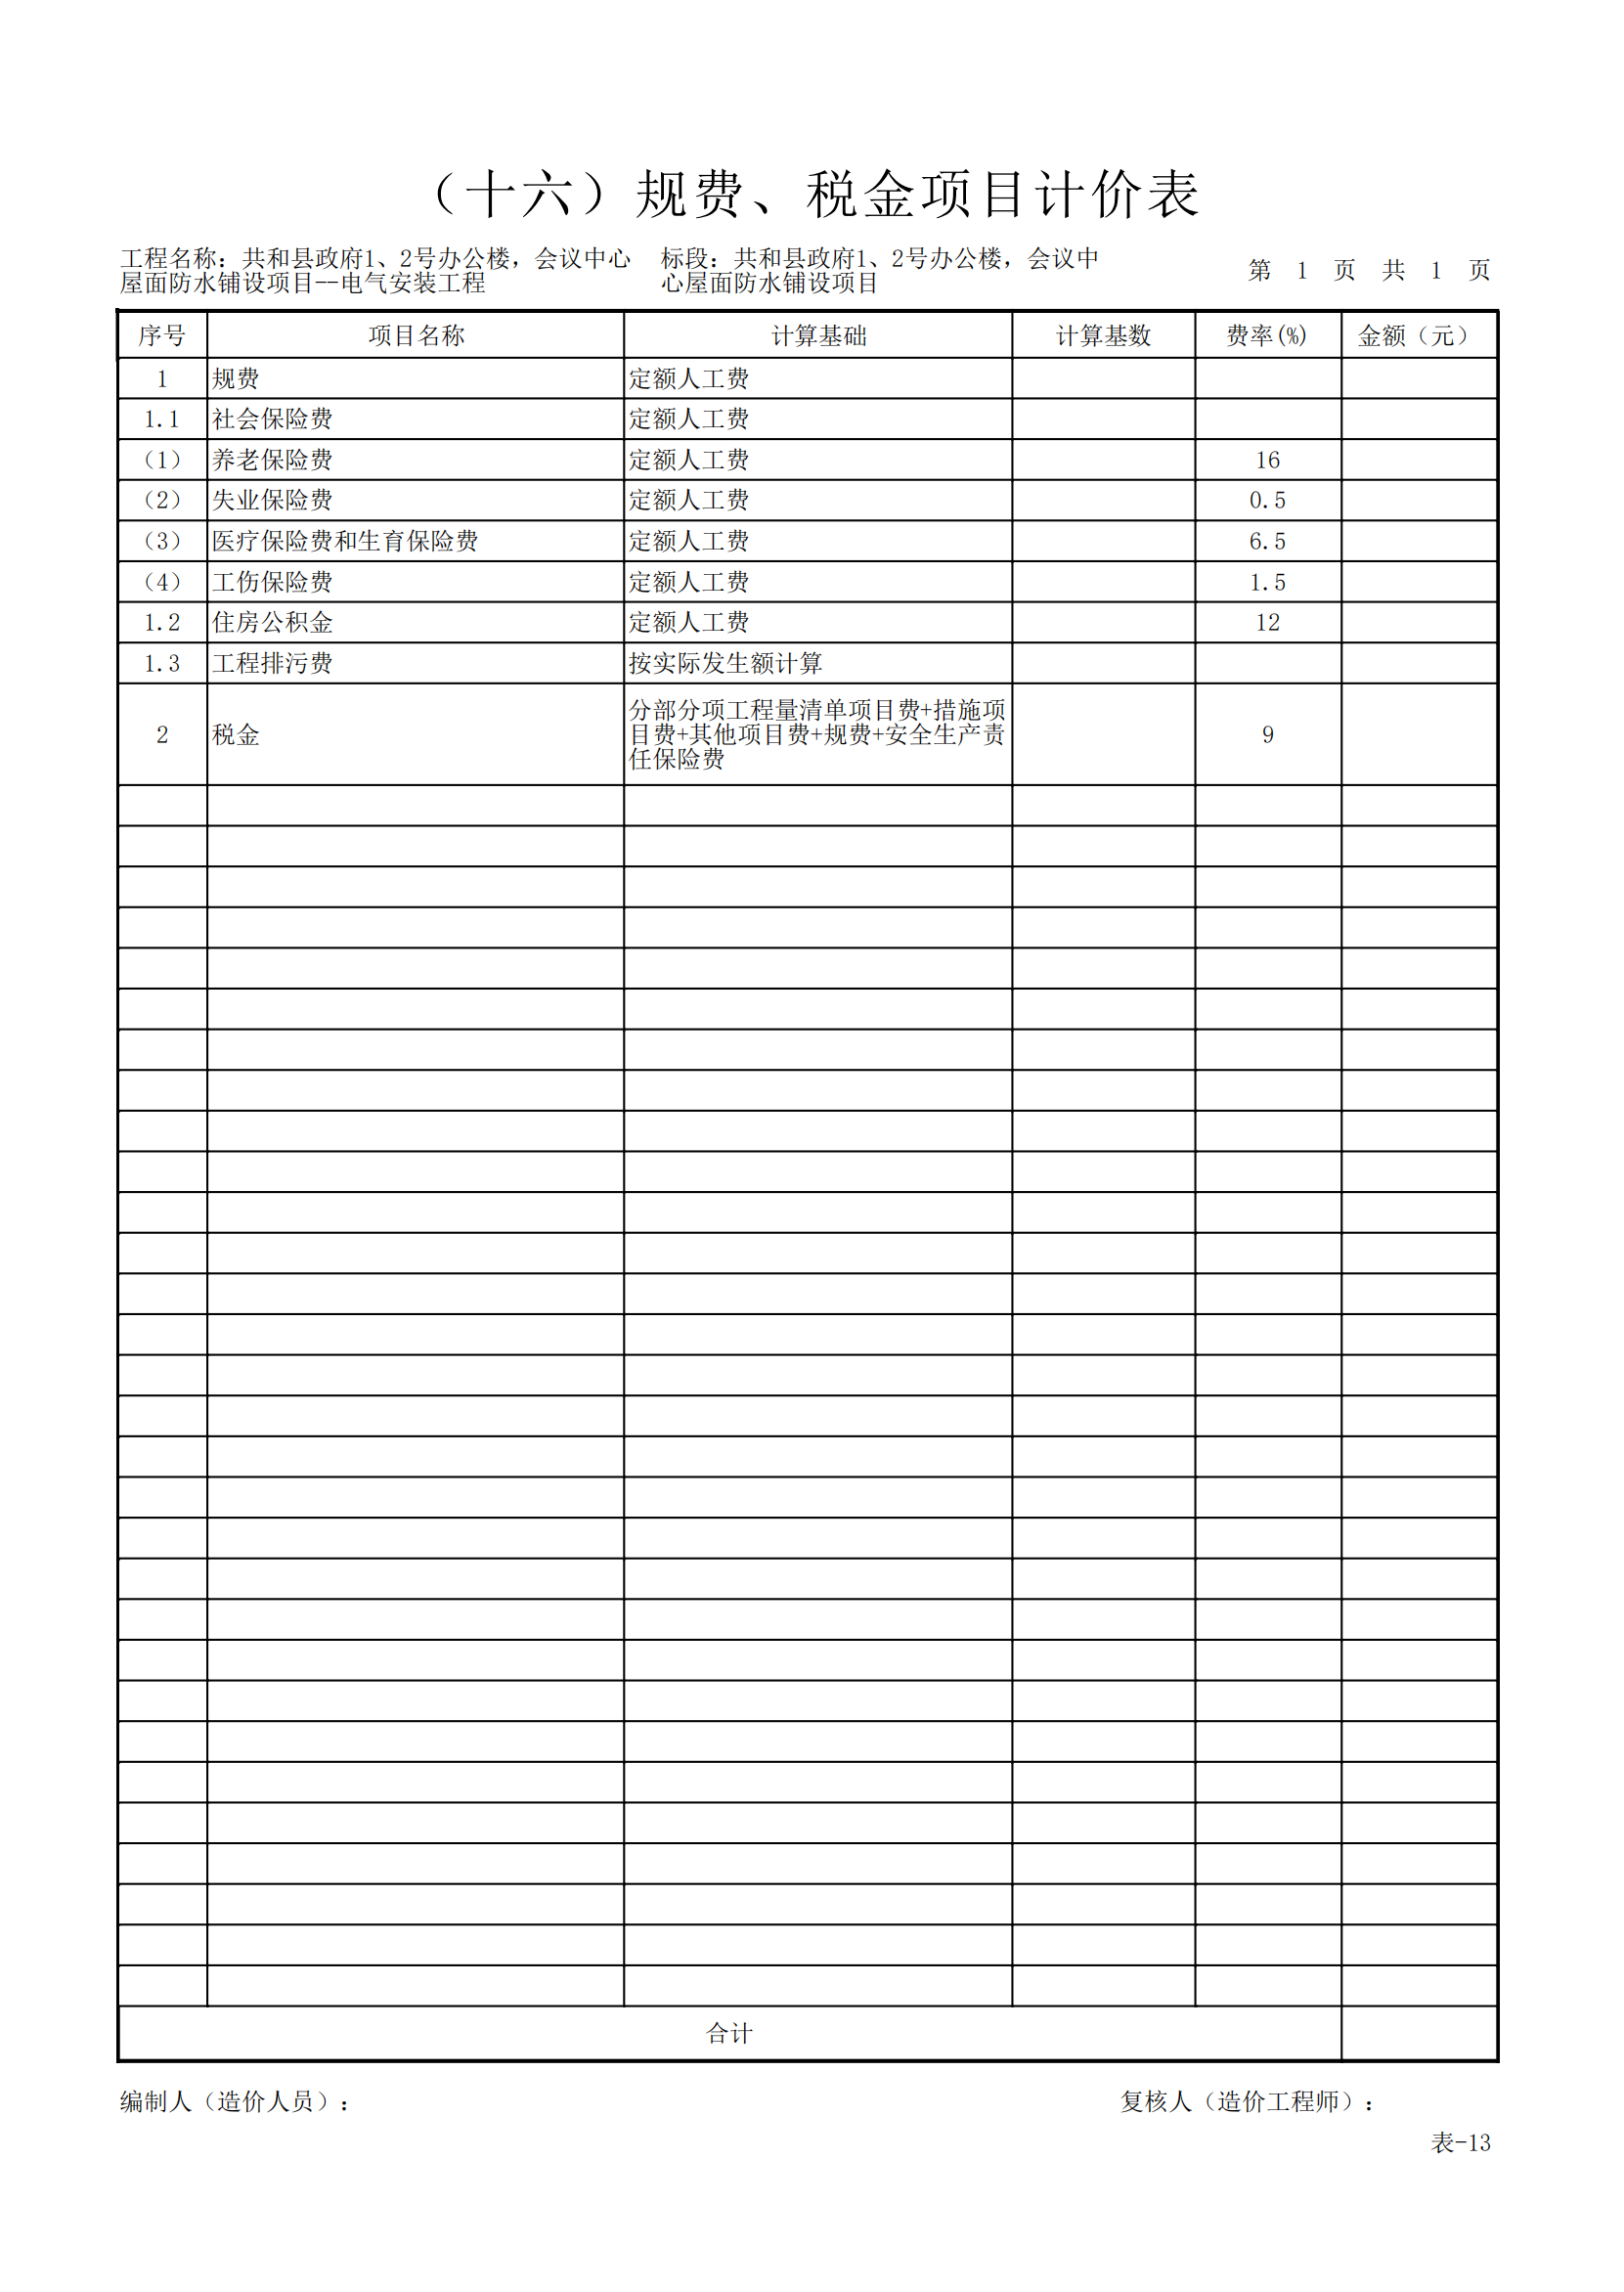 （十六）规费、税金项目计价表
工程名称：共和县政府1、2号办公楼，会议中心
屋面防水铺设项目--电气安装工程
标段：共和县政府1、2号办公楼，会议中
心屋面防水铺设项目
第 1 页 共 1 页
序号 项目名称 计算基础 计算基数 费率(%) 金额（元）
1 规费 定额人工费
1.1 社会保险费 定额人工费
（1） 养老保险费 定额人工费 16
（2） 失业保险费 定额人工费 0.5
（3） 医疗保险费和生育保险费 定额人工费 6.5
（4） 工伤保险费 定额人工费 1.5
1.2 住房公积金 定额人工费 12
1.3 工程排污费 按实际发生额计算
2 税金 分部分项工程量清单项目费+措施项
目费+其他项目费+规费+安全生产责
任保险费 9
合计
编制人（造价人员）： 复核人（造价工程师）：
表-13